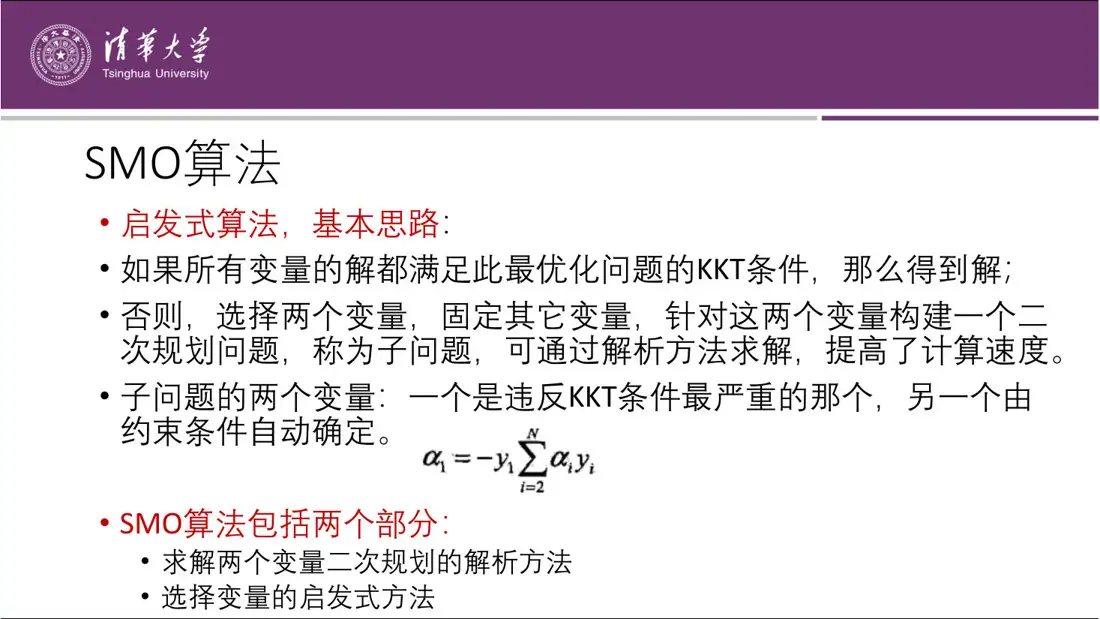 清华大学
Tsinghua University
SMO算法
• 启发式算法，基本思路：
• 如果所有变量的解都满足此最优化问题的KKT条件，那么得到解；
• 否则，选择两个变量，固定其它变量，针对这两个变量构建一个二
次规划问题，称为子问题，可通过解析方法求解，提高了计算速度。
• 子问题的两个变量：一个是违反KKT条件最严重的那个，另一个由
约束条件自动确定。
α₁ = −y₁ ∑_{i=2}^{N} αᵢyᵢ
• SMO算法包括两个部分：
• 求解两个变量二次规划的解析方法
• 选择变量的启发式方法